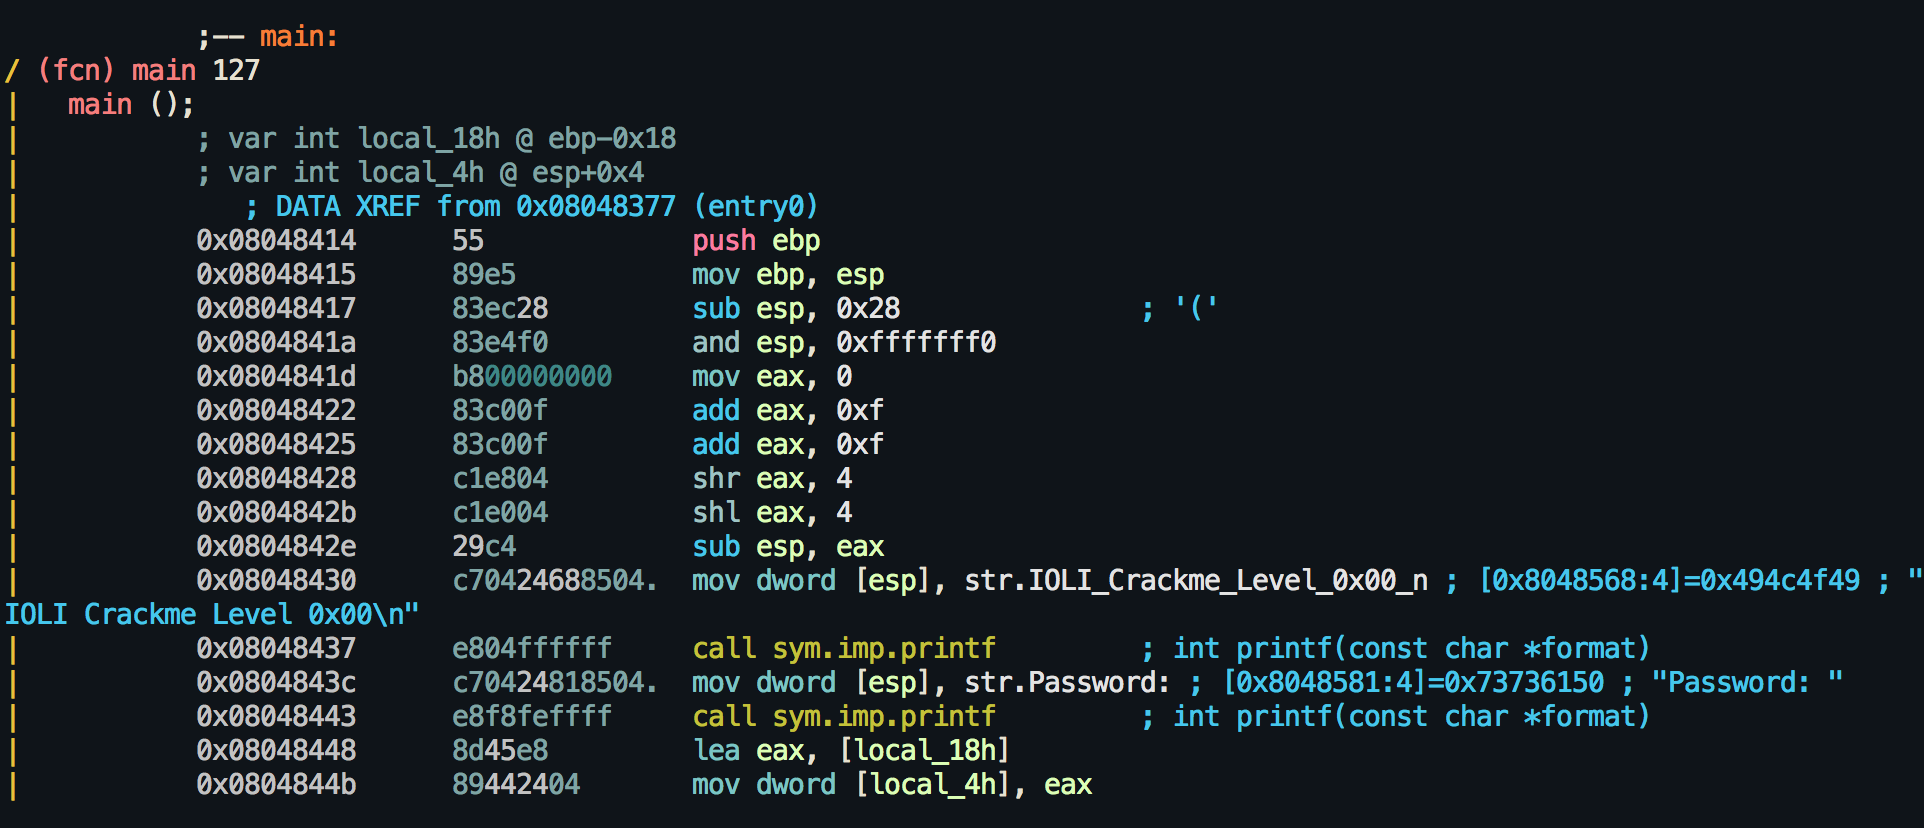 ;-- main:
/ (fcn) main 127
|   main ();
|           ; var int local_18h @ ebp-0x18
|           ; var int local_4h @ esp+0x4
|              ; DATA XREF from 0x08048377 (entry0)
|           0x08048414      55             push ebp
|           0x08048415      89e5           mov ebp, esp
|           0x08048417      83ec28         sub esp, 0x28               ; '('
|           0x0804841a      83e4f0         and esp, 0xfffffff0
|           0x0804841d      b800000000     mov eax, 0
|           0x08048422      83c00f         add eax, 0xf
|           0x08048425      83c00f         add eax, 0xf
|           0x08048428      c1e804         shr eax, 4
|           0x0804842b      c1e004         shl eax, 4
|           0x0804842e      29c4           sub esp, eax
|           0x08048430      c70424688504.  mov dword [esp], str.IOLI_Crackme_Level_0x00_n ; [0x8048568:4]=0x494c4f49 ; "
IOLI Crackme Level 0x00\n"
|           0x08048437      e804ffffff     call sym.imp.printf         ; int printf(const char *format)
|           0x0804843c      c70424818504.  mov dword [esp], str.Password: ; [0x8048581:4]=0x73736150 ; "Password: "
|           0x08048443      e8f8feffff     call sym.imp.printf         ; int printf(const char *format)
|           0x08048448      8d45e8         lea eax, [local_18h]
|           0x0804844b      89442404       mov dword [local_4h], eax